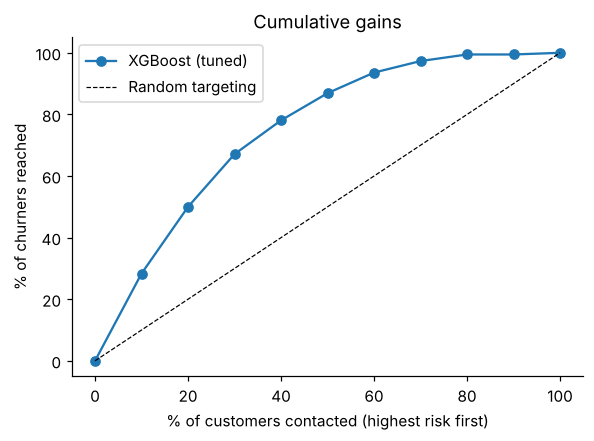 Cumulative gains
XGBoost (tuned)
Random targeting
% of churners reached
100
80
60
40
20
0
0 20 40 60 80 100
% of customers contacted (highest risk first)